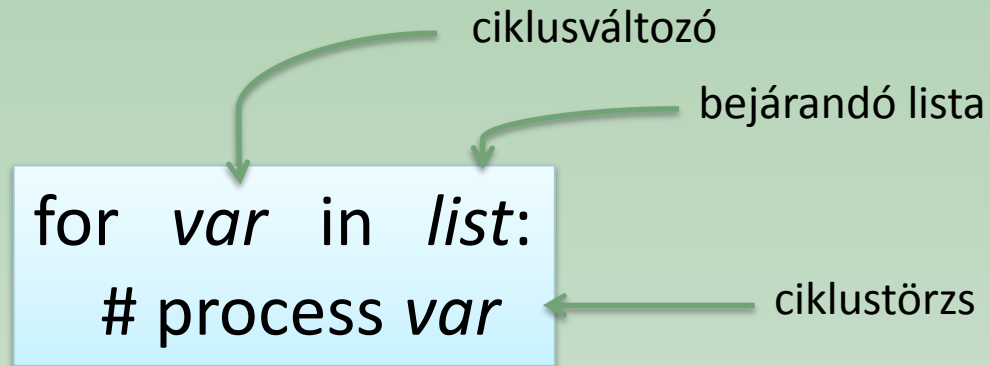 ciklusváltozó
bejárandó lista
for var in list:
# process var
ciklustörzs